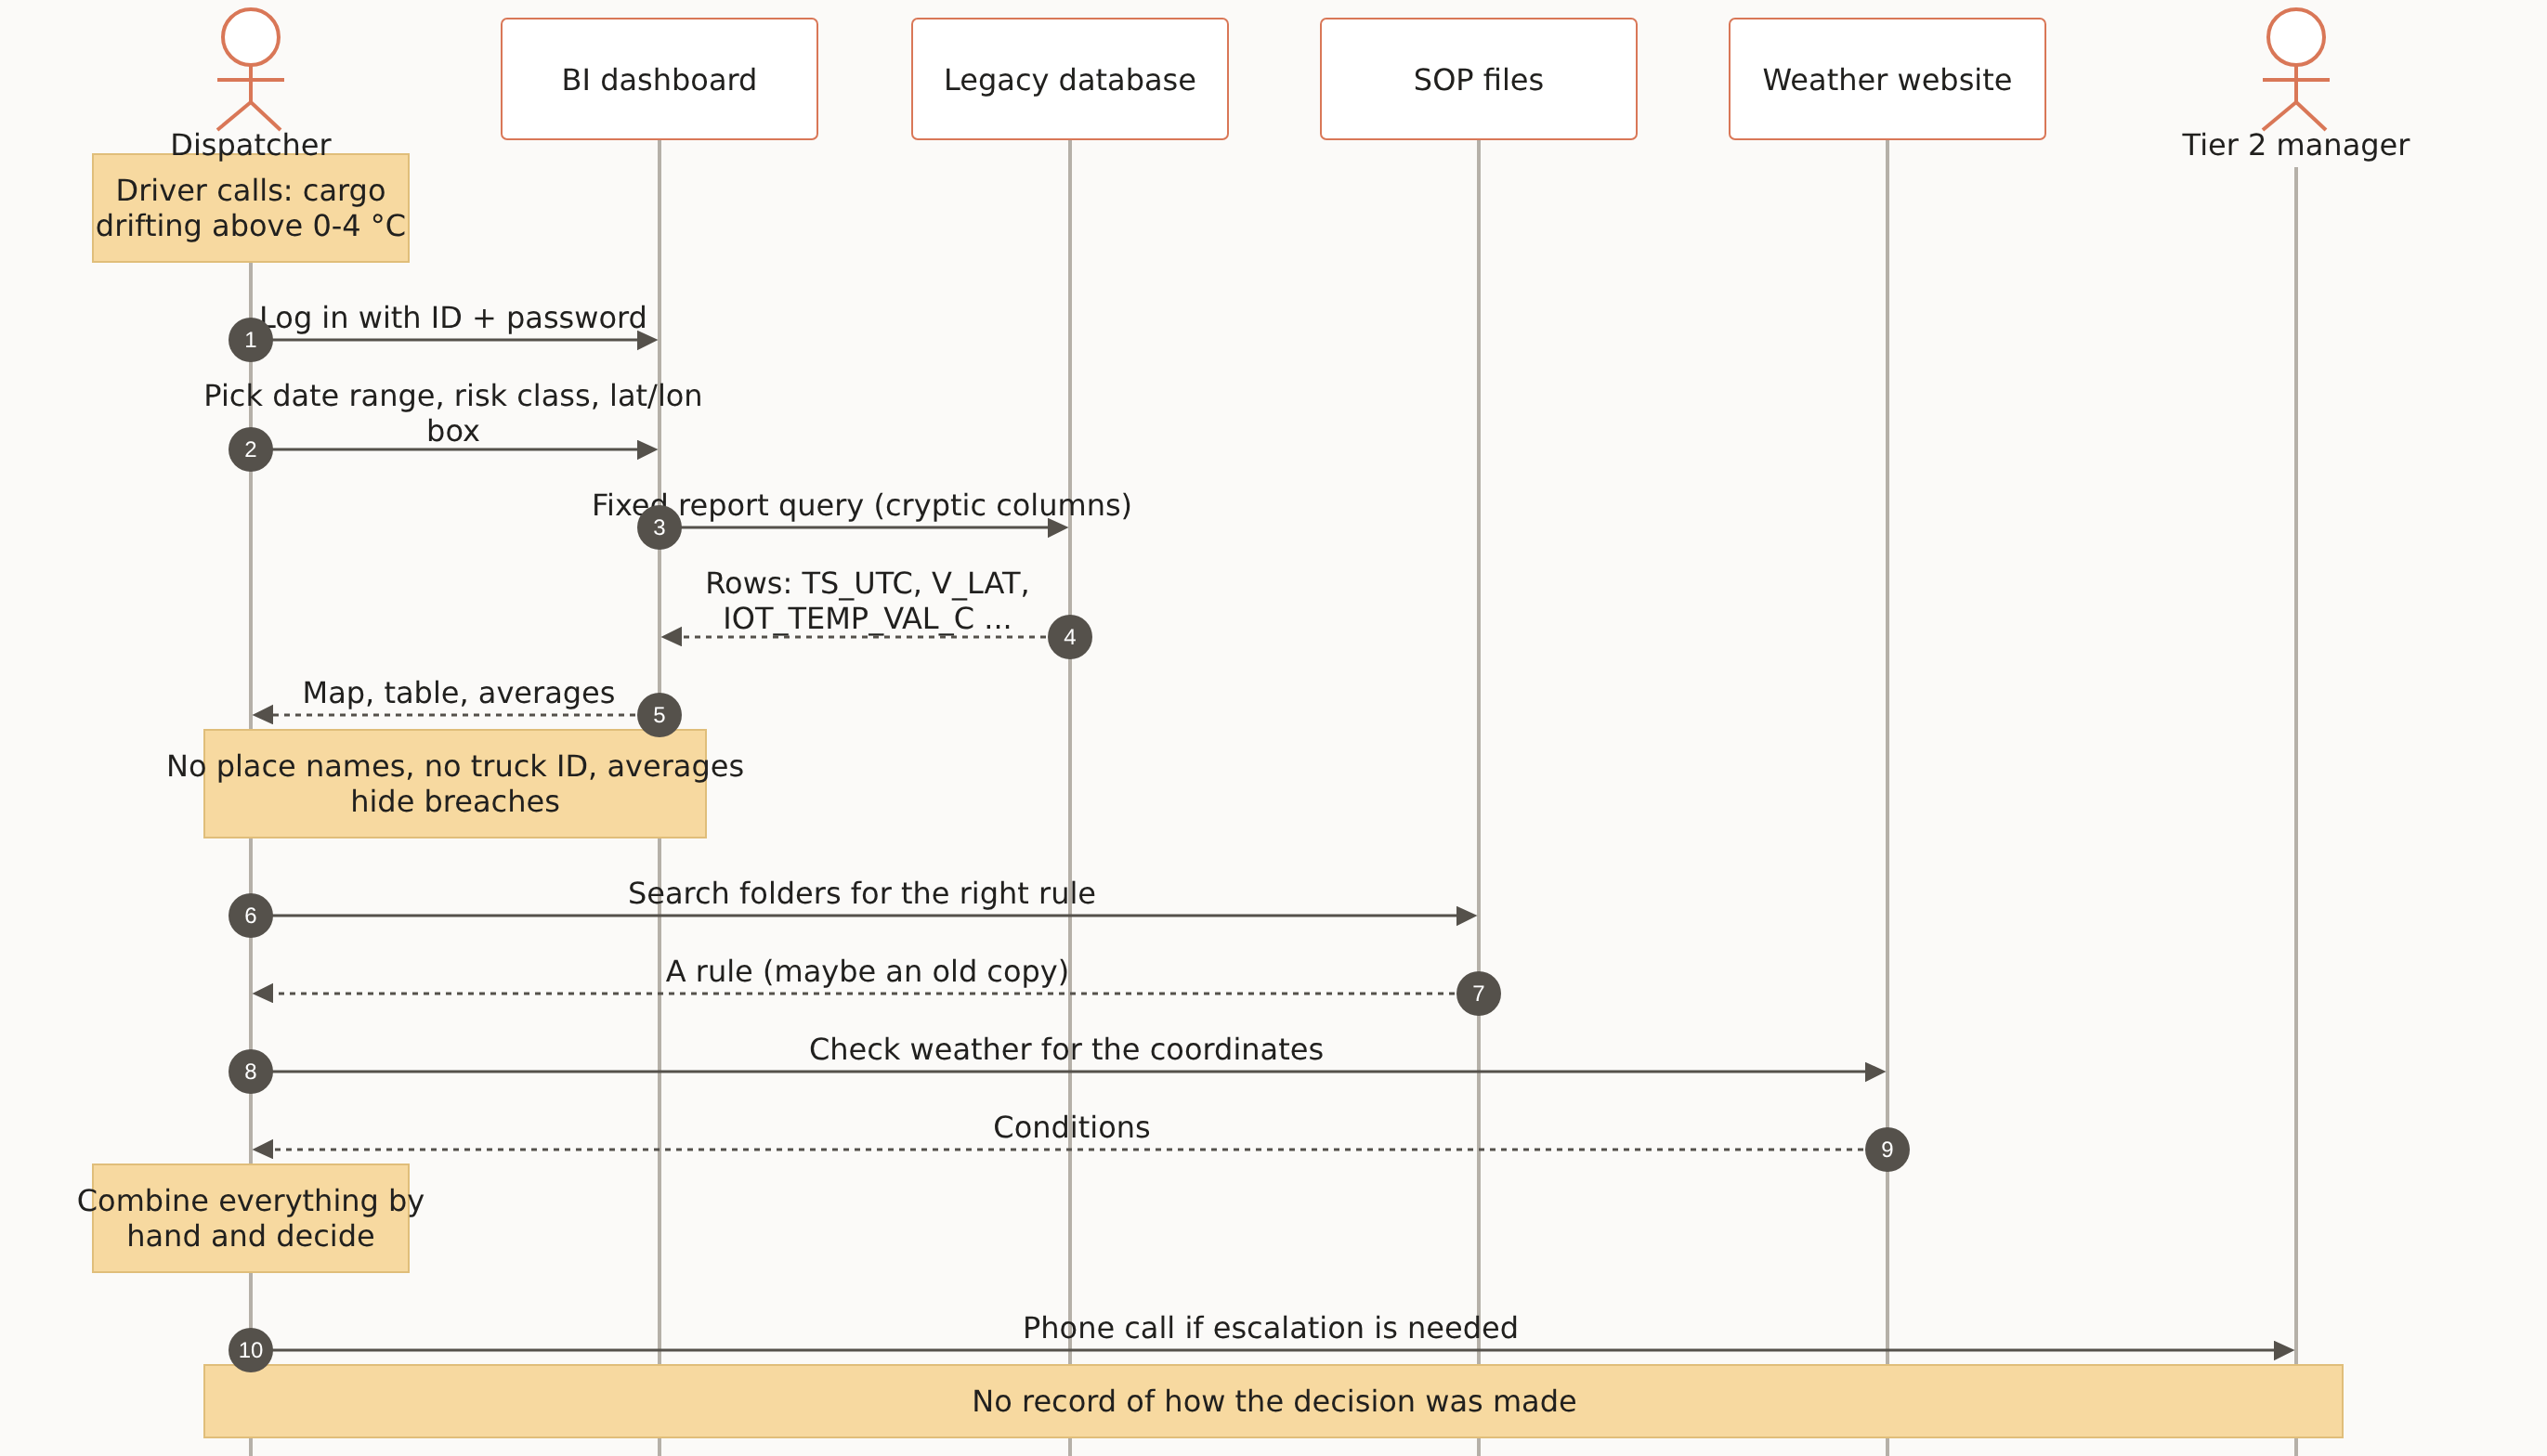 Dispatcher
BI dashboard
Legacy database
SOP files
Weather website
Tier 2 manager
Driver calls: cargo
drifting above 0-4 °C
Log in with ID + password
1
Pick date range, risk class, lat/lon
box
2
Fixed report query (cryptic columns)
3
Rows: TS_UTC, V_LAT,
IOT_TEMP_VAL_C ...
4
Map, table, averages
5
No place names, no truck ID, averages
hide breaches
Search folders for the right rule
6
A rule (maybe an old copy)
7
Check weather for the coordinates
8
Conditions
9
Combine everything by
hand and decide
Phone call if escalation is needed
10
No record of how the decision was made